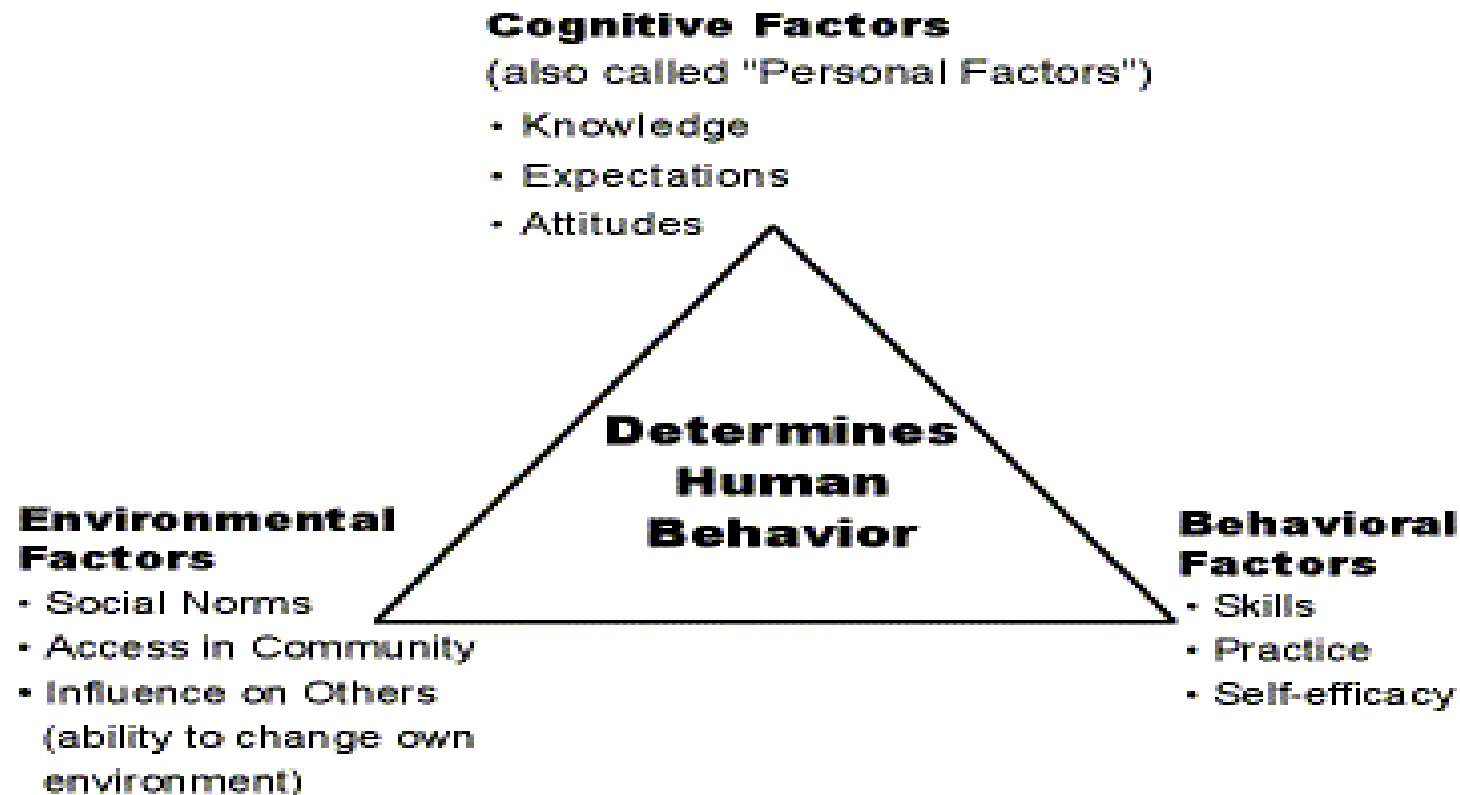 Cognitive Factors
(also called "Personal Factors")
• Knowledge
• Expectations
• Attitudes
Determines
Human
Behavior
Environmental
Factors
• Social Norms
• Access in Community
• Influence on Others
(ability to change own
environment)
Behavioral
Factors
• Skills
• Practice
• Self-efficacy